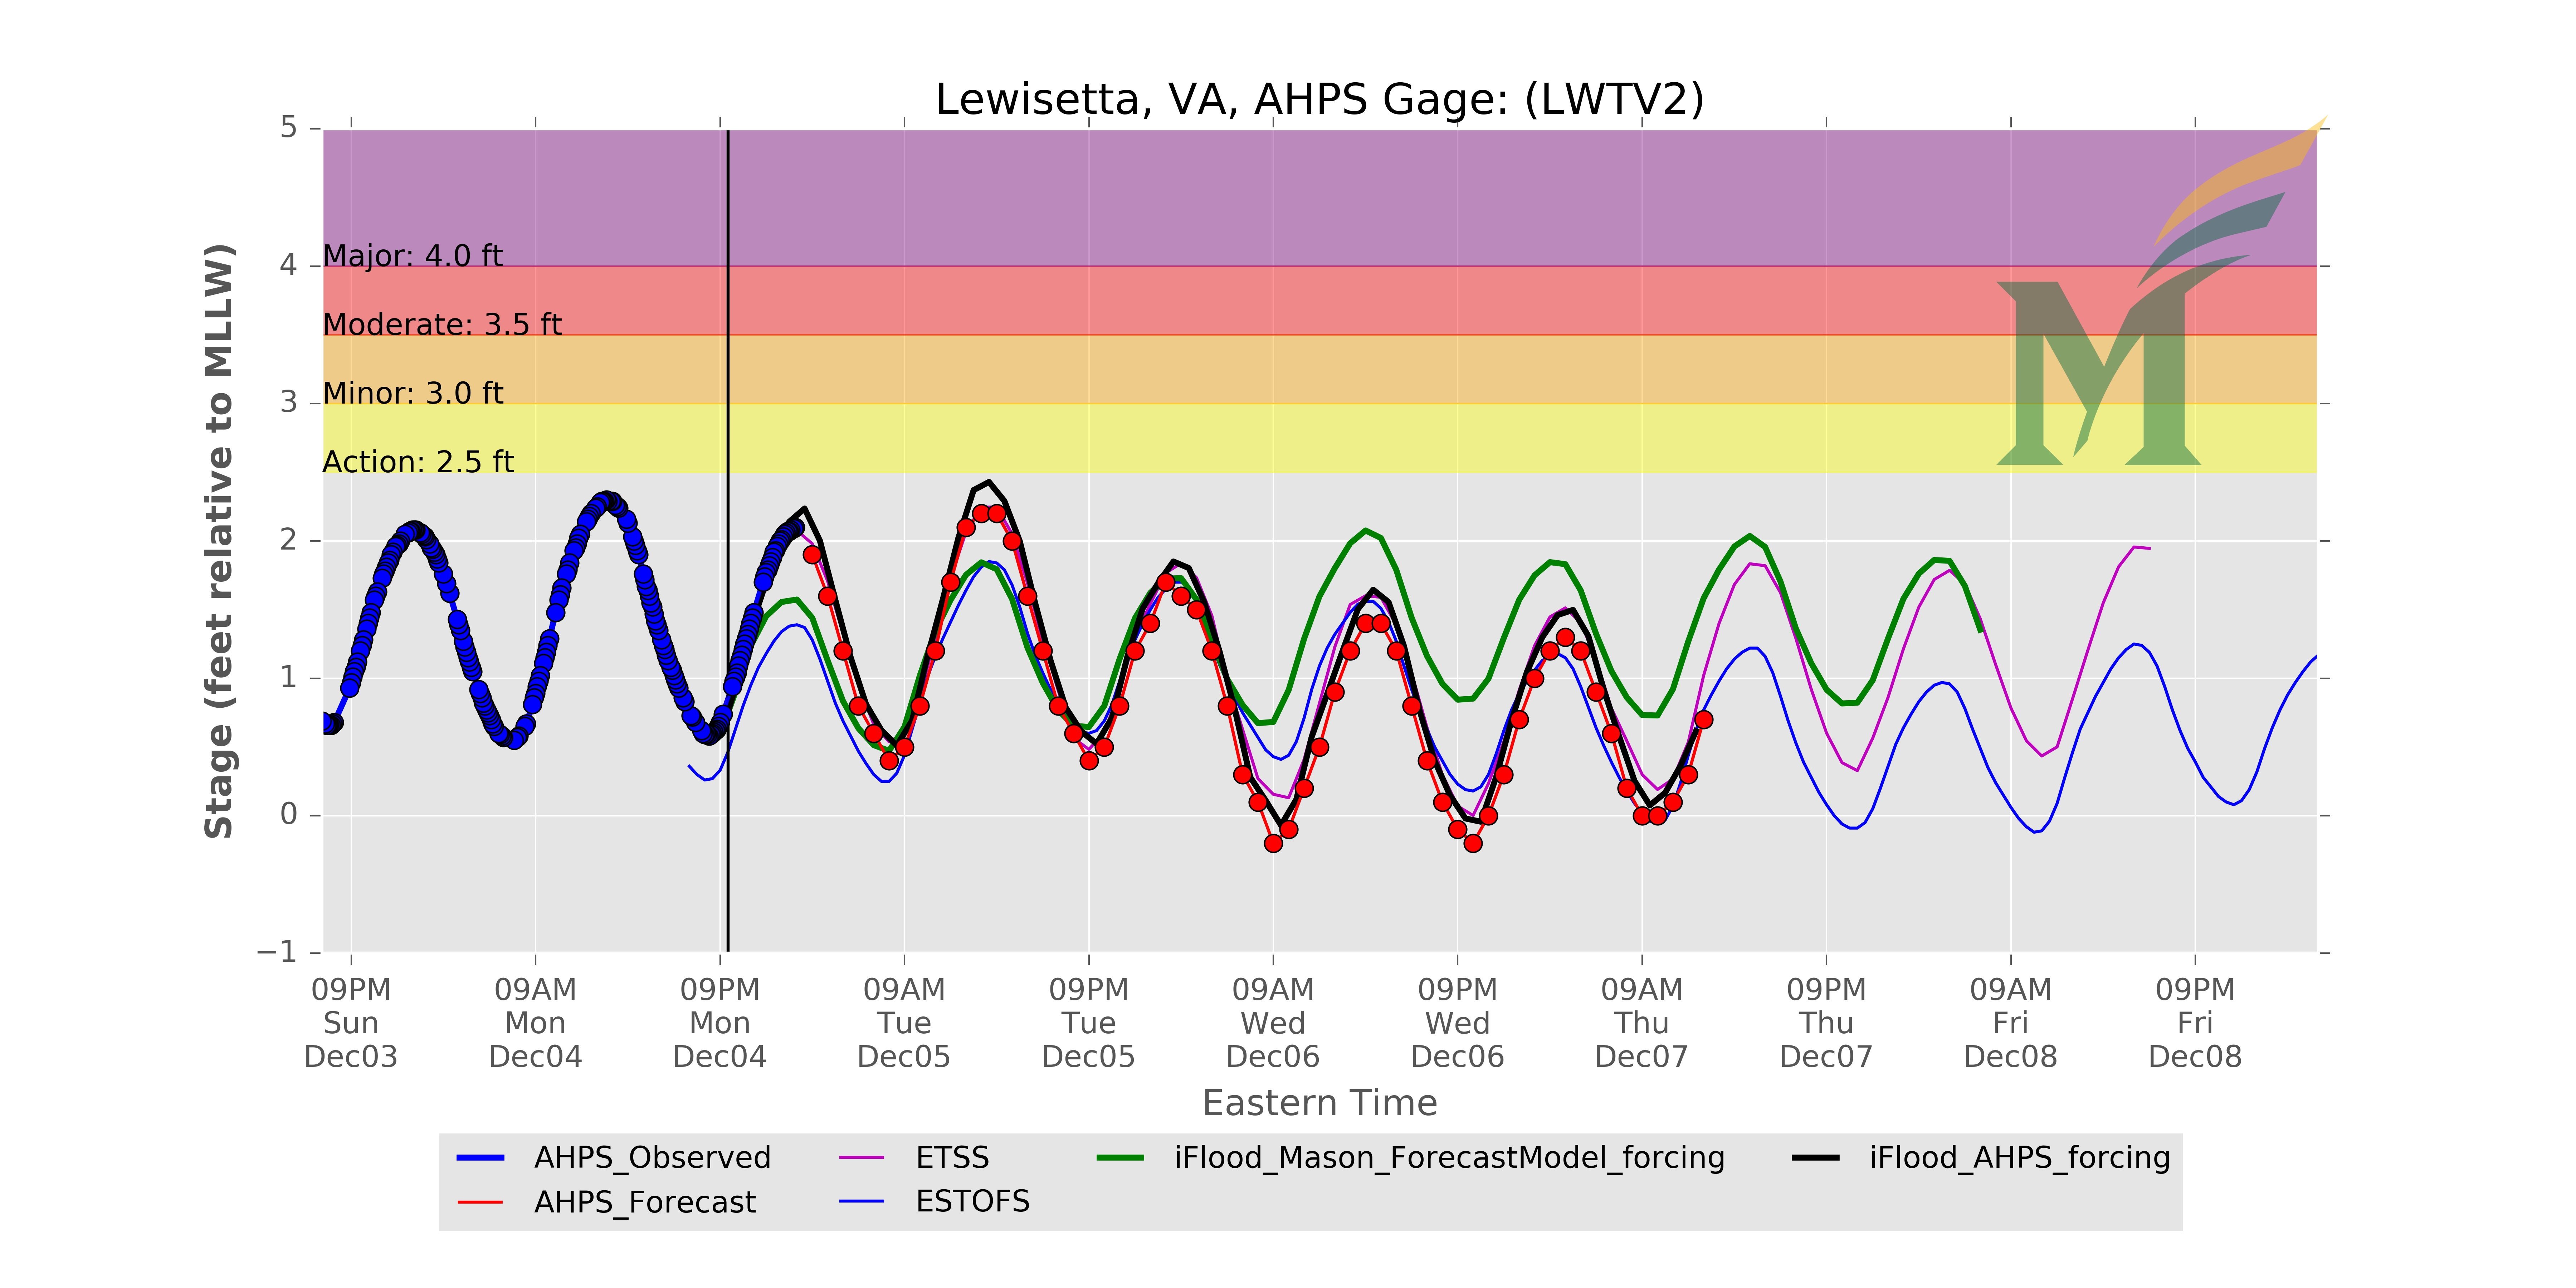 Lewisetta, VA, AHPS Gage: (LWTV2)
Stage (feet relative to MLLW)
5
4
3
2
1
0
−1
Major: 4.0 ft
Moderate: 3.5 ft
Minor: 3.0 ft
Action: 2.5 ft
M
09PM 09AM 09PM 09AM 09PM 09AM 09PM 09AM 09PM 09AM 09PM
Sun Mon Mon Tue Tue Wed Wed Thu Thu Fri Fri
Dec03 Dec04 Dec04 Dec05 Dec05 Dec06 Dec06 Dec07 Dec07 Dec08 Dec08
Eastern Time
AHPS_Observed ETSS iFlood_Mason_ForecastModel_forcing iFlood_AHPS_forcing
AHPS_Forecast ESTOFS